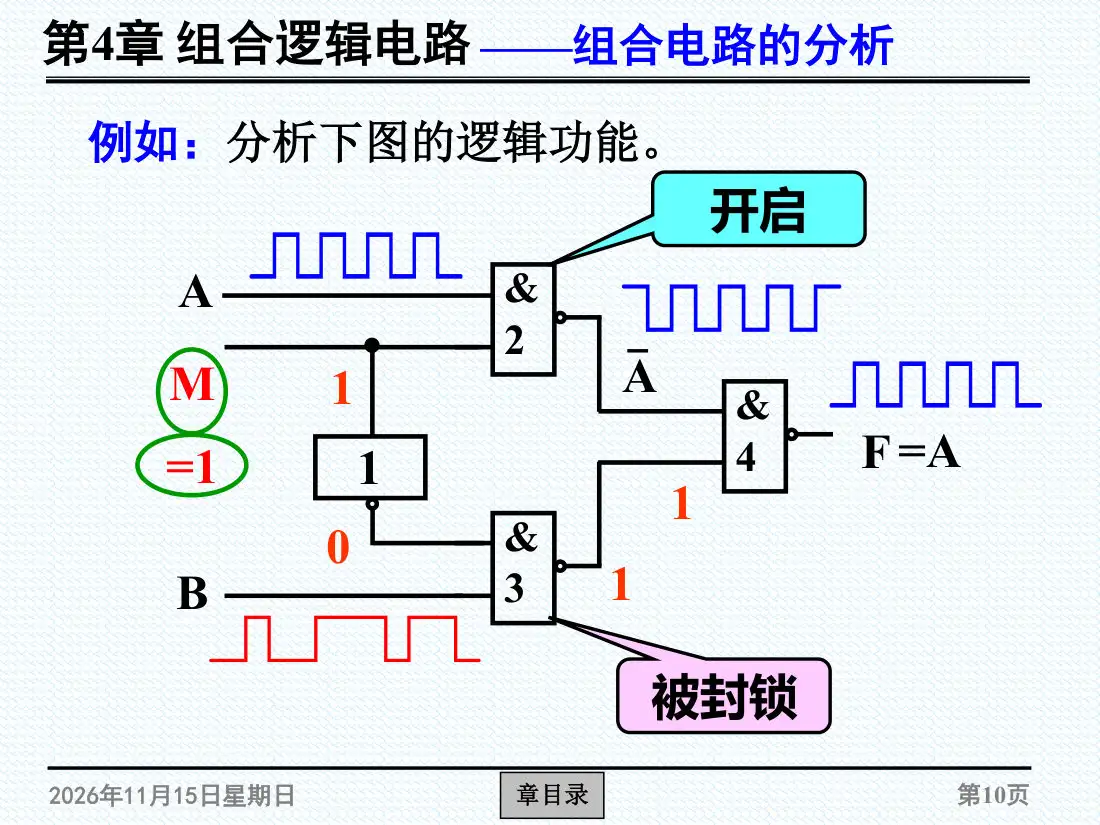 第4章 组合逻辑电路 ——组合电路的分析
例如：分析下图的逻辑功能。
开启
A
&
2
M
=1
1
A̅
&
4
F =A
1
0
&
3
1
1
B
被封锁
2026年11月15日星期日
章目录
第10页